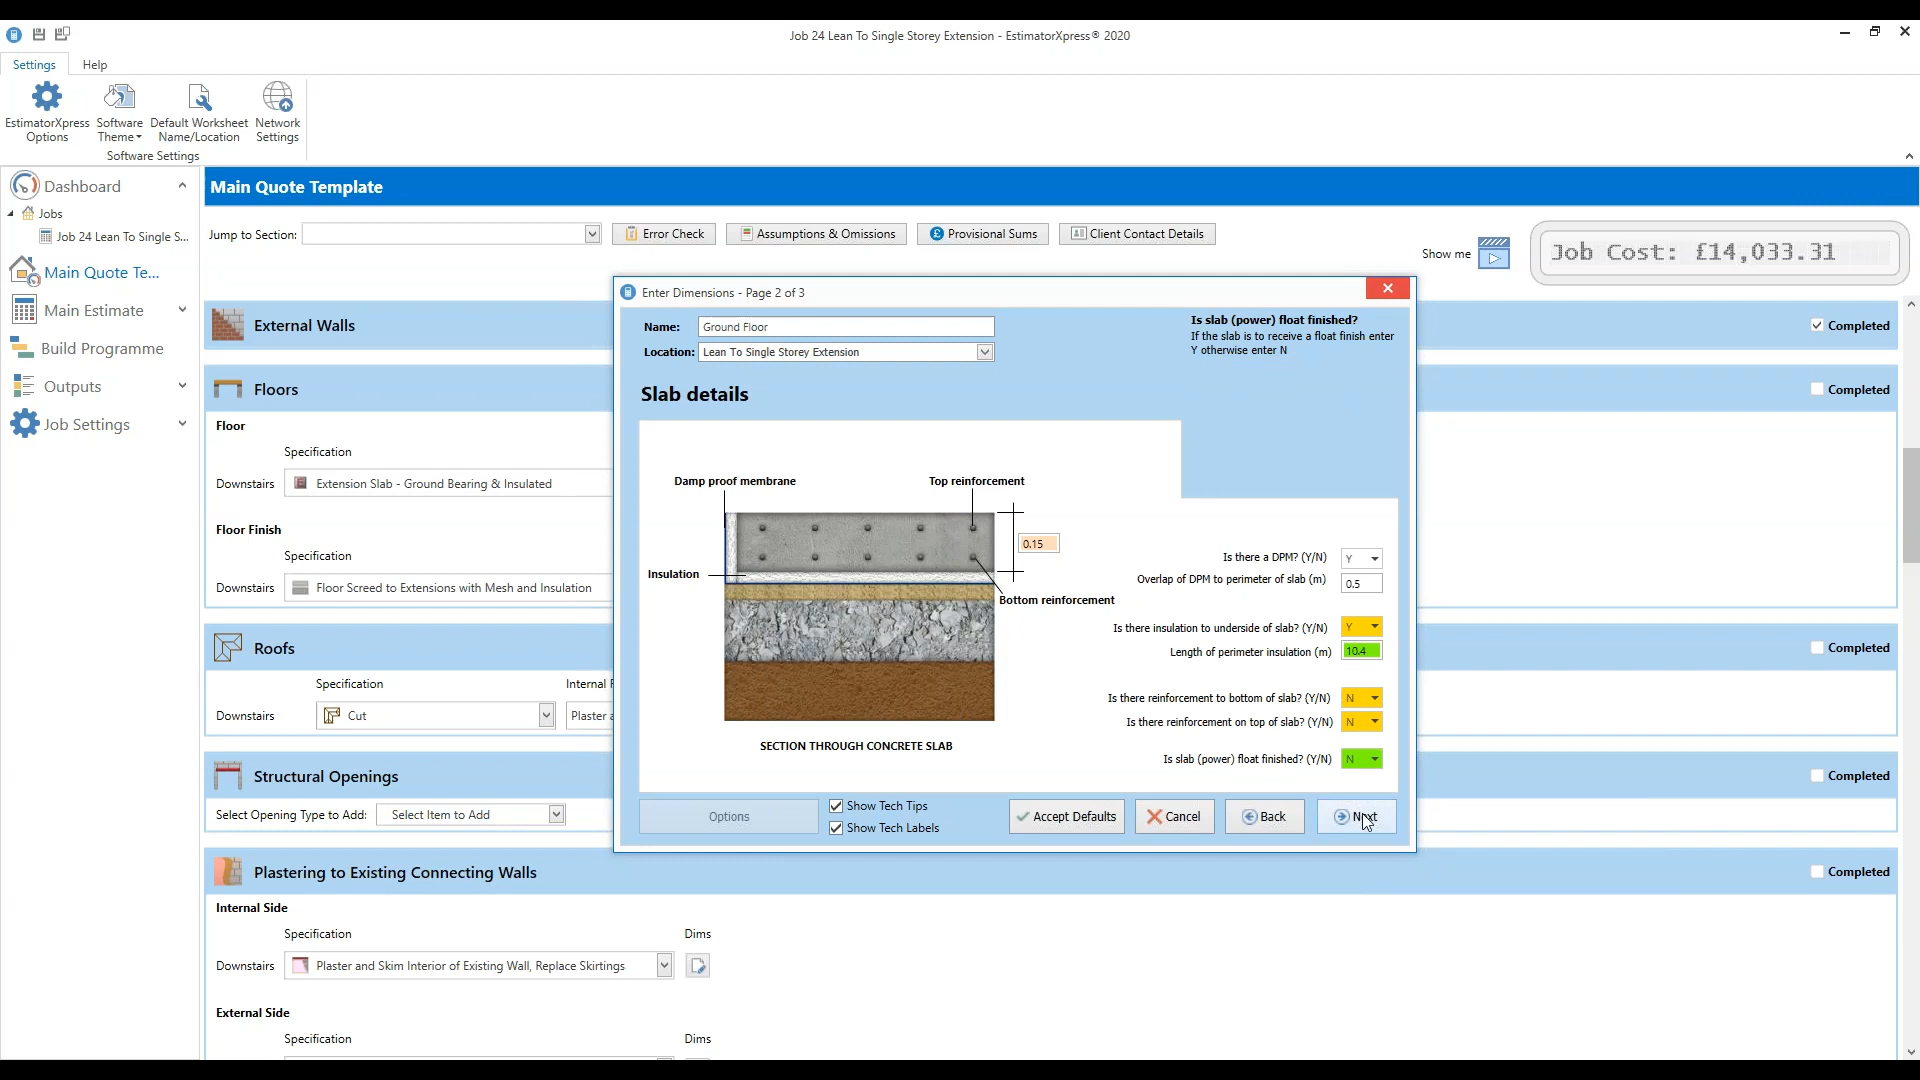 Job 24 Lean To Single Storey Extension - EstimatorXpress® 2020
Settings
Help
EstimatorXpress Options
Software Theme
Default Worksheet Name/Location
Network Settings
Software Settings
Dashboard
Jobs
Job 24 Lean To Single S...
Main Quote Te...
Main Estimate
Build Programme
Outputs
Job Settings
Main Quote Template
Jump to Section:
Error Check
Assumptions & Omissions
Provisional Sums
Client Contact Details
Show me
Job Cost: £14,033.31
External Walls
Completed
Floors
Completed
Floor
Specification
Downstairs
Extension Slab - Ground Bearing & Insulated
Floor Finish
Specification
Downstairs
Floor Screed to Extensions with Mesh and Insulation
Roofs
Completed
Specification
Internal
Downstairs
Cut
Plaster
Structural Openings
Completed
Select Opening Type to Add:
Select Item to Add
Plastering to Existing Connecting Walls
Completed
Internal Side
Specification
Dims
Downstairs
Plaster and Skim Interior of Existing Wall, Replace Skirtings
External Side
Specification
Dims
Enter Dimensions - Page 2 of 3
Name:
Ground Floor
Location:
Lean To Single Storey Extension
Is slab (power) float finished?
If the slab is to receive a float finish enter
Y otherwise enter N
Slab details
Damp proof membrane
Top reinforcement
0.15
Insulation
Bottom reinforcement
SECTION THROUGH CONCRETE SLAB
Is there a DPM? (Y/N)
Y
Overlap of DPM to perimeter of slab (m)
0.5
Is there insulation to underside of slab? (Y/N)
Y
Length of perimeter insulation (m)
10.4
Is there reinforcement to bottom of slab? (Y/N)
N
Is there reinforcement on top of slab? (Y/N)
N
Is slab (power) float finished? (Y/N)
N
Options
Show Tech Tips
Show Tech Labels
Accept Defaults
Cancel
Back
Next